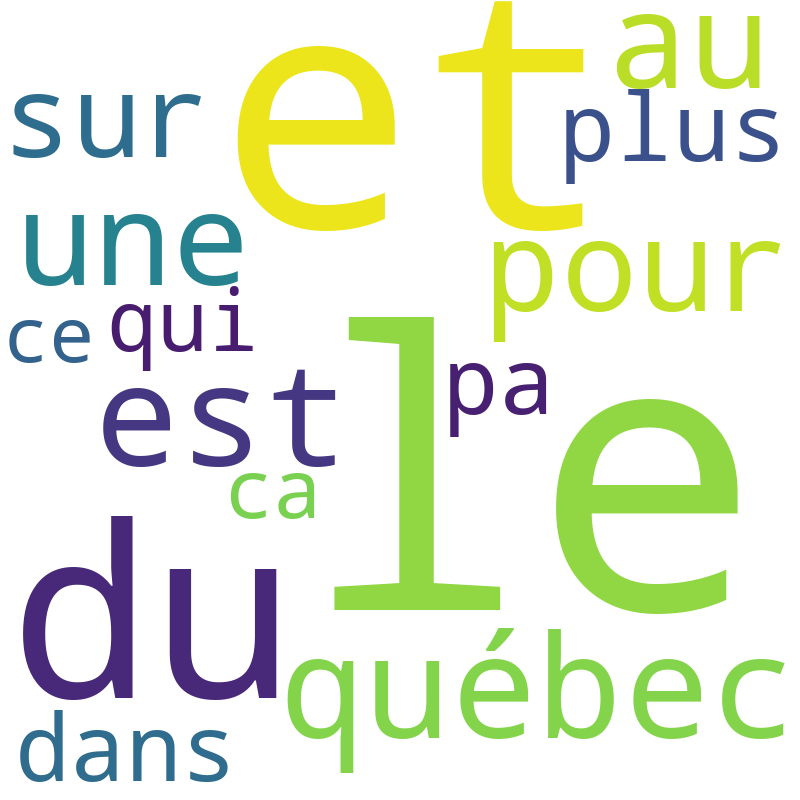 et
au
sur
plus
une
pour
qui
ce
le
pa
est
ca
du
québec
dans